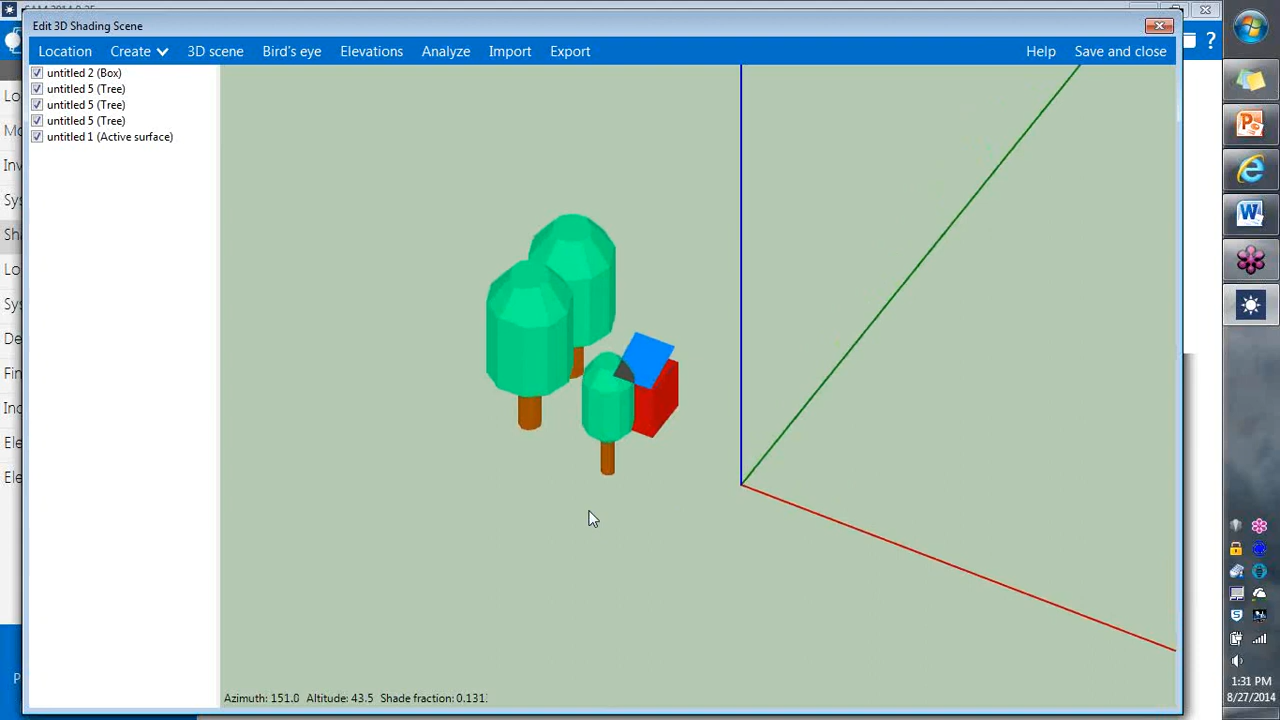 Edit 3D Shading Scene
Location Create 3D scene Bird's eye Elevations Analyze Import Export Help Save and close
untitled 2 (Box)
untitled 5 (Tree)
untitled 5 (Tree)
untitled 5 (Tree)
untitled 1 (Active surface)
Azimuth: 151.0 Altitude: 43.5 Shade fraction: 0.131
1:31 PM
8/27/2014